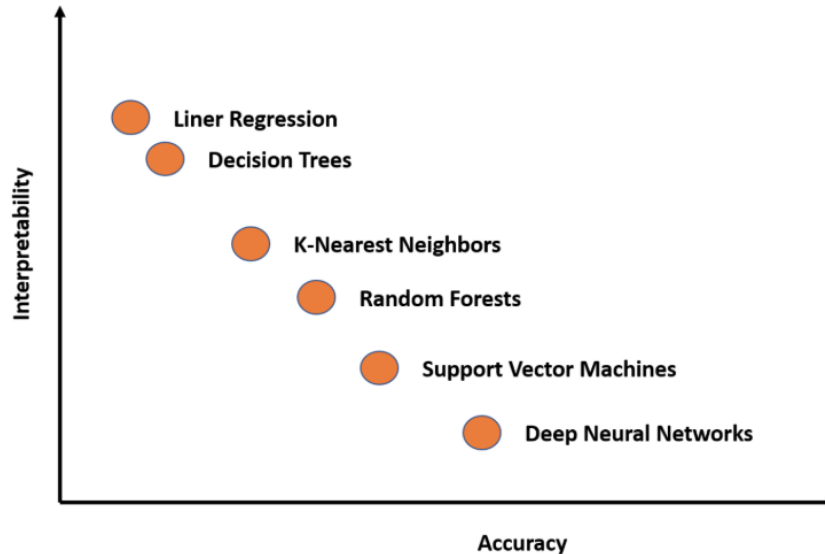 Liner Regression
Decision Trees
K-Nearest Neighbors
Random Forests
Support Vector Machines
Deep Neural Networks
Interpretability
Accuracy